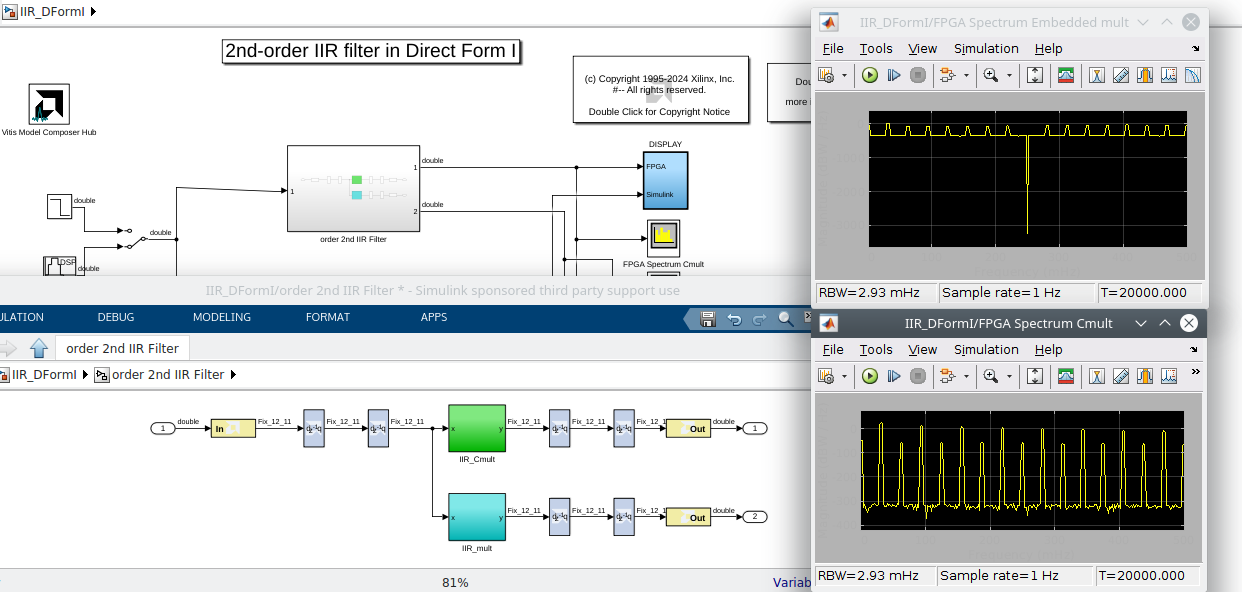 IIR_DFormI
2nd-order IIR filter in Direct Form I
(c) Copyright 1995-2024 Xilinx, Inc.
#-- All rights reserved.
Double Click for Copyright Notice
Dou
more
Vitis Model Composer Hub
double
double
DSP
double
1
1
double
2
double
order 2nd IIR Filter
DISPLAY
FPGA
Simulink
FPGA Spectrum Cmult
IIR_DFormI/order 2nd IIR Filter * - Simulink sponsored third party support use
ULATION
DEBUG
MODELING
FORMAT
APPS
order 2nd IIR Filter
IIR_DFormI
order 2nd IIR Filter
1
double
In
Fix_12_11
Fix_12_11
Fix_12_11
x
y
IIR_Cmult
Fix_12_11
Fix_12_11
Fix_12_1
Out
double
1
x
y
IIR_mult
Fix_12_11
Fix_12_11
Fix_12_1
Out
double
2
81%
Variab
IIR_DFormI/FPGA Spectrum Embedded mult
File Tools View Simulation Help
RBW=2.93 mHz
Sample rate=1 Hz
T=20000.000
IIR_DFormI/FPGA Spectrum Cmult
File Tools View Simulation Help
RBW=2.93 mHz
Sample rate=1 Hz
T=20000.000